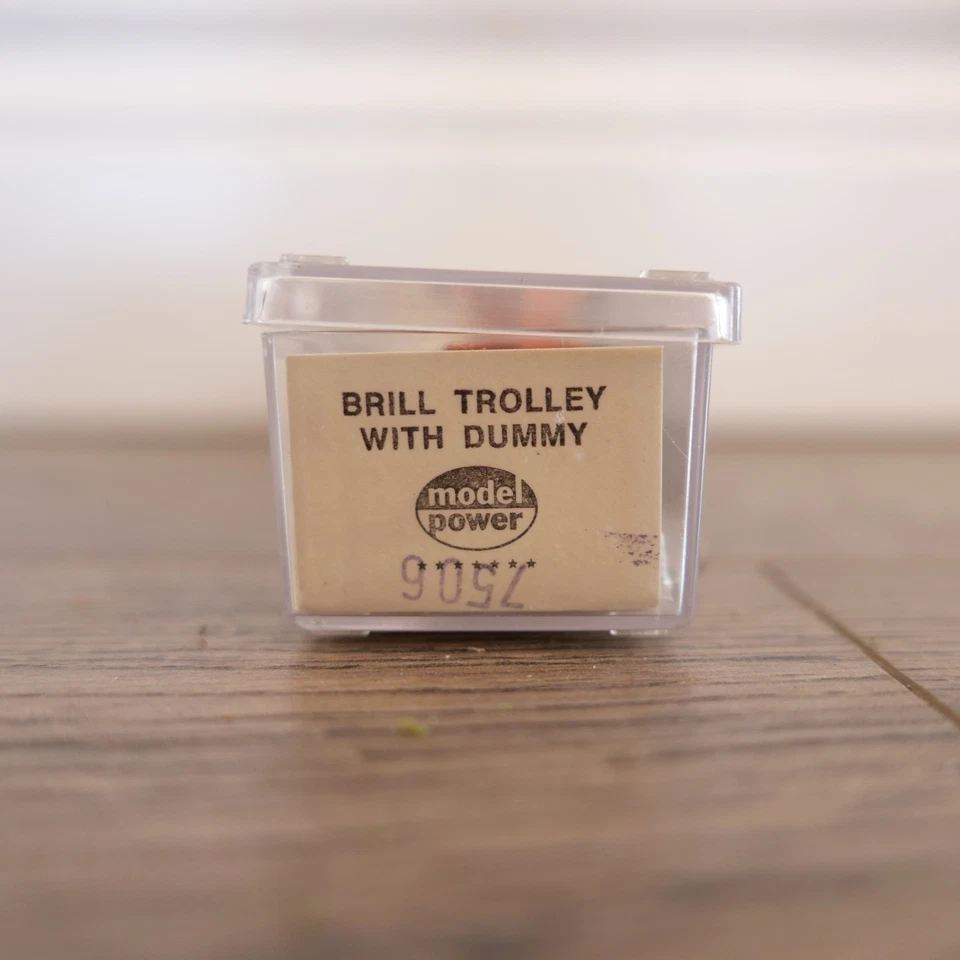 BRILL TROLLEY
WITH DUMMY
model
power
★★★★★★★
7506